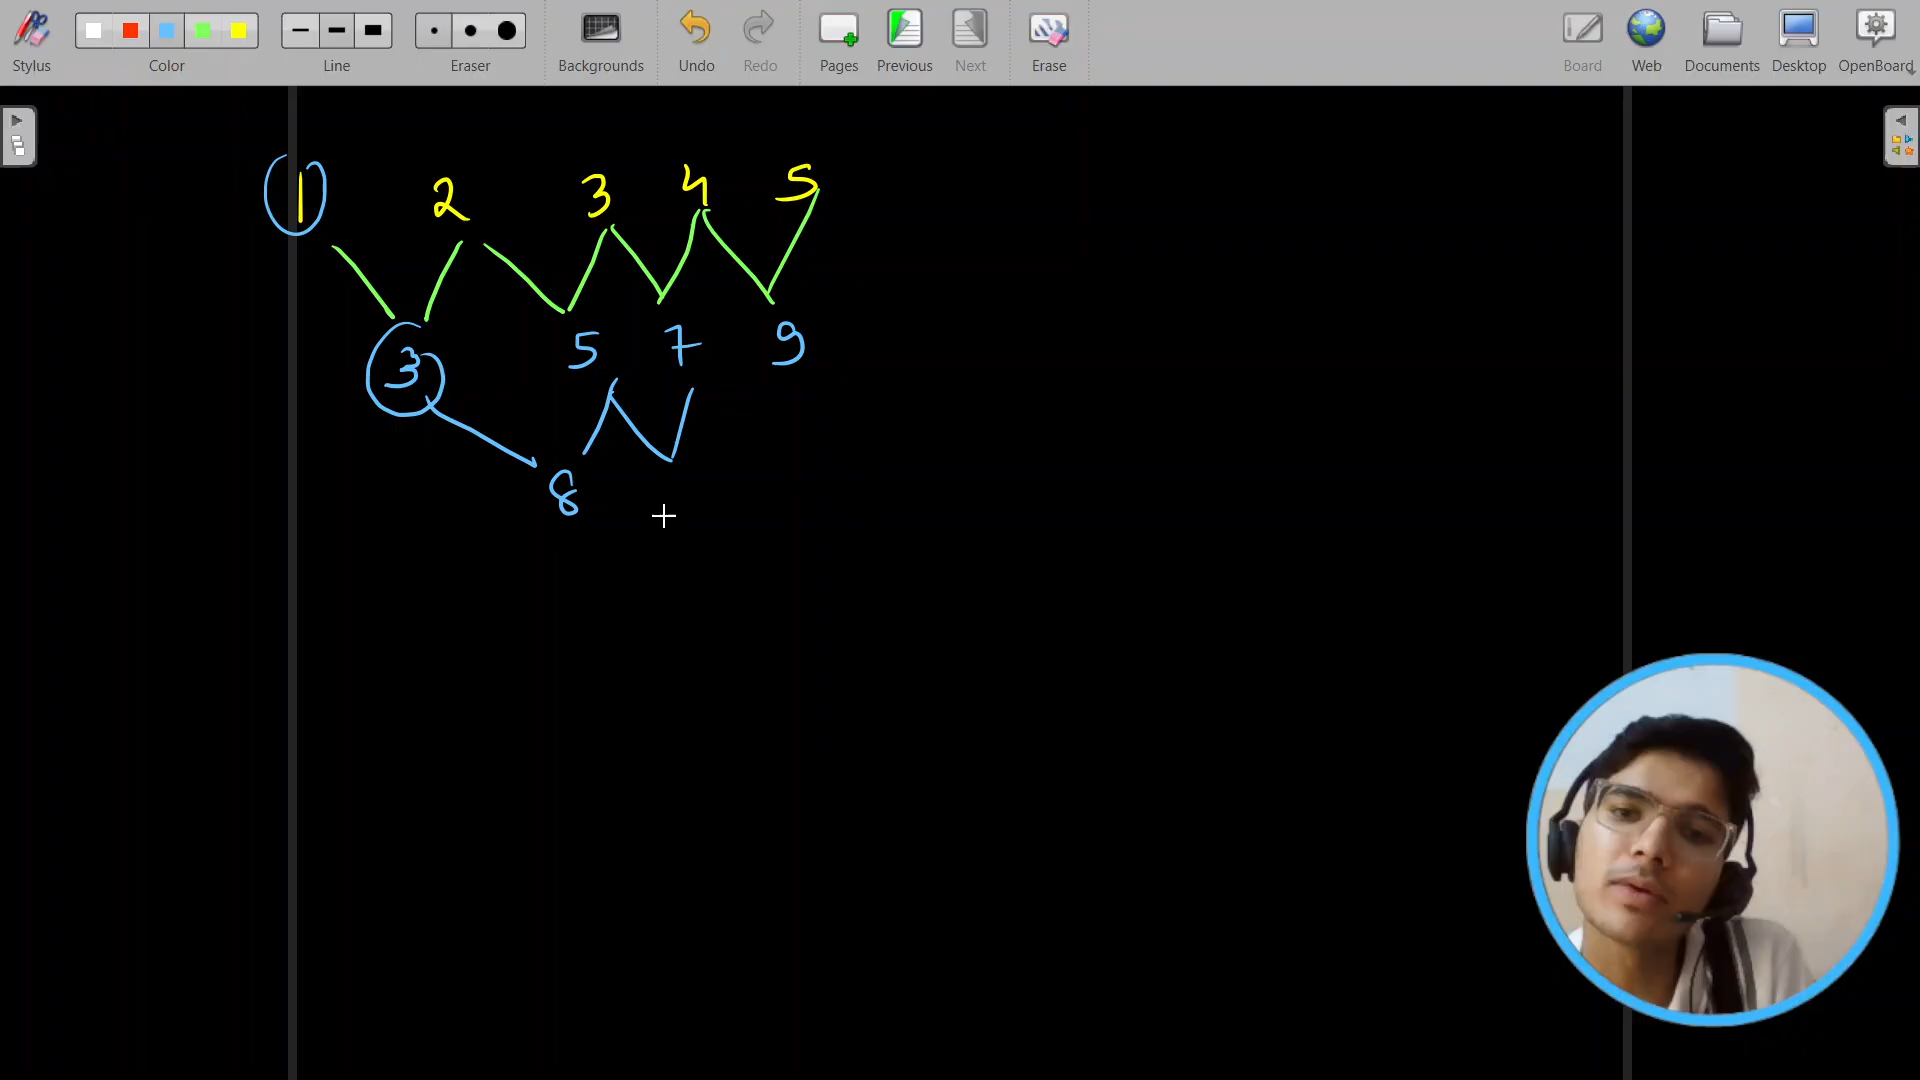 Stylus Color Line Eraser Backgrounds Undo Redo Pages Previous Next Erase Board Web Documents Desktop OpenBoard
1 2 3 4 5
3 5 7 9
8